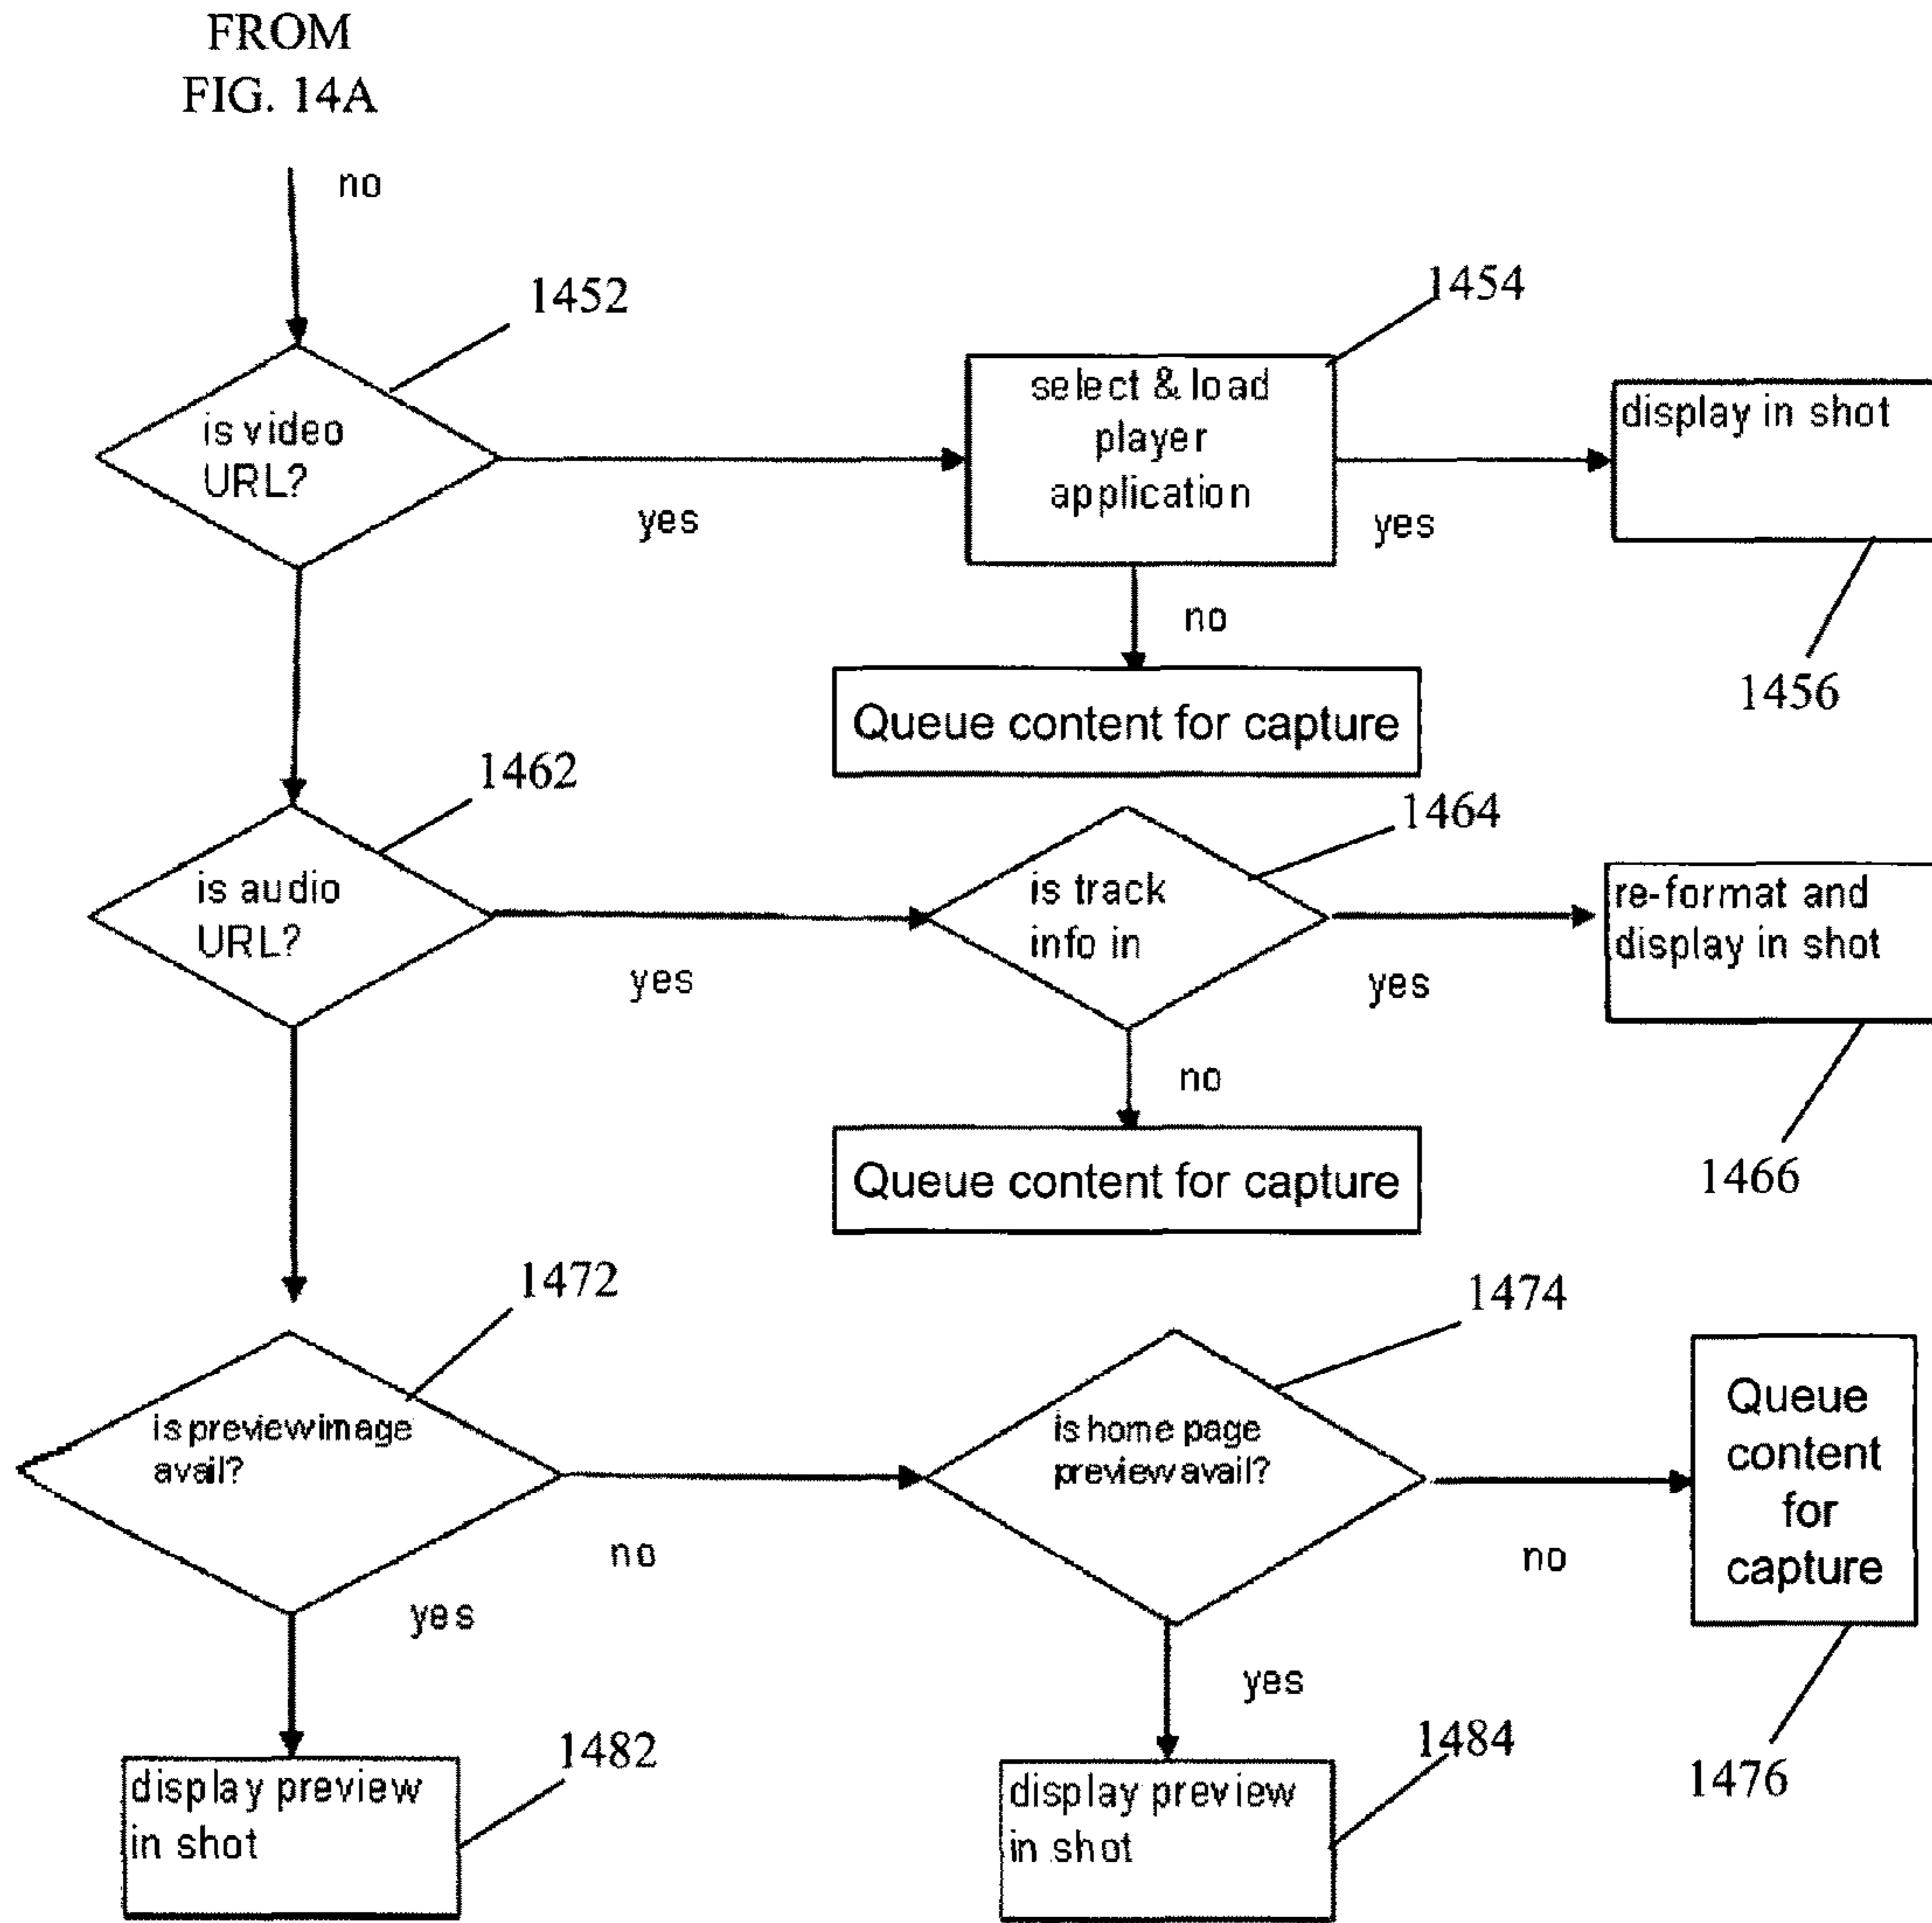 FROM
FIG. 14A
no
1452
1454
is video
URL?
yes
select & load
player
application
yes
display in shot
1456
no
Queue content for capture
1462
1464
is audio
URL?
yes
is track
info in
yes
re-format and
display in shot
1466
no
Queue content for capture
1472
1474
is preview image
avail?
no
is home page
preview avail?
no
Queue
content
for
capture
1476
yes
yes
1482
1484
display preview
in shot
display preview
in shot